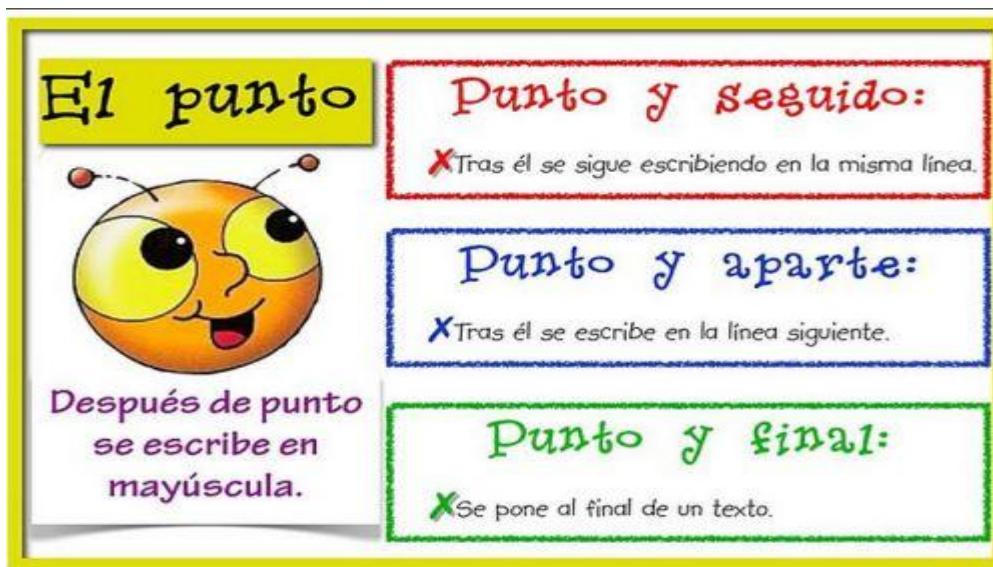 El punto
Después de punto
se escribe en
mayúscula.
Punto y seguido:
✗Tras él se sigue escribiendo en la misma línea.
Punto y aparte:
✗Tras él se escribe en la línea siguiente.
Punto y final:
✗Se pone al final de un texto.